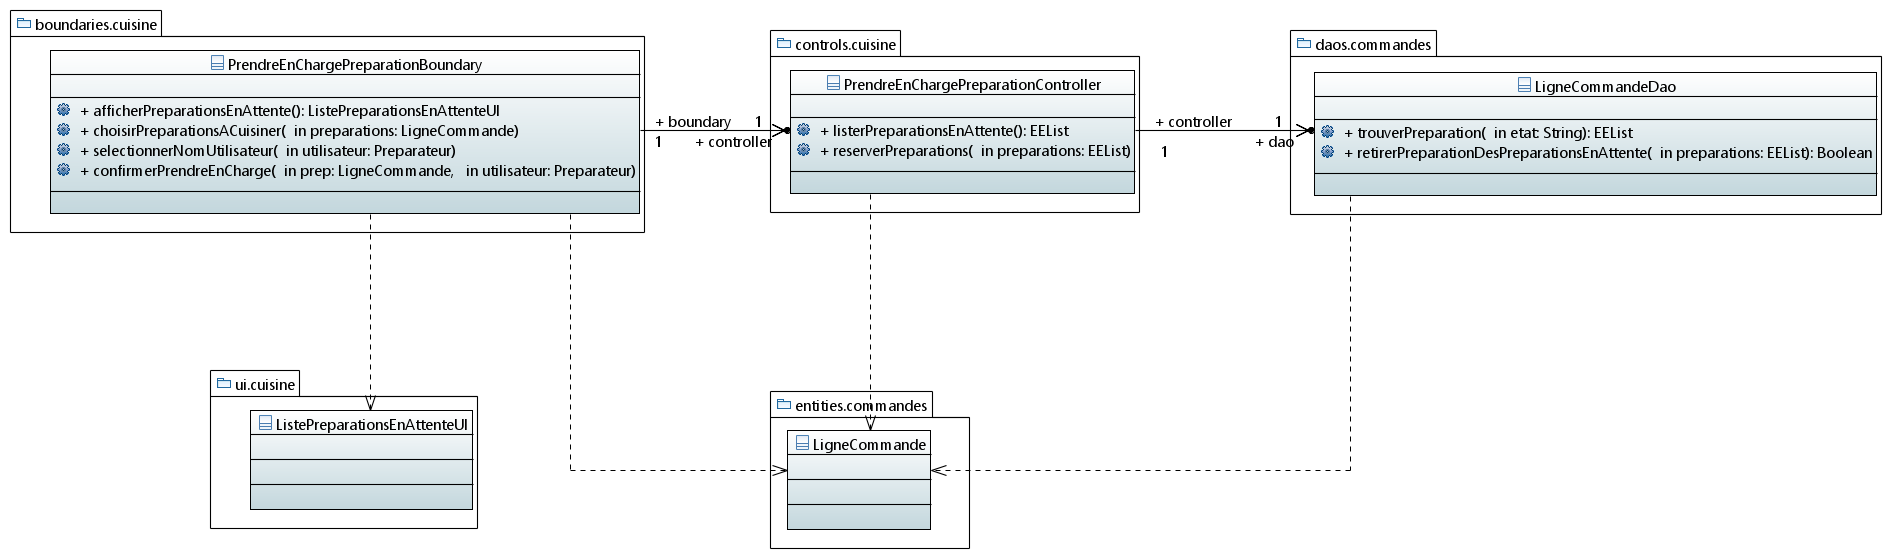 boundaries.cuisine
PrendreEnChargePreparationBoundary
+ afficherPreparationsEnAttente(): ListePreparationsEnAttenteUI
+ choisirPreparationsACuisiner( in preparations: LigneCommande)
+ selectionnerNomUtilisateur( in utilisateur: Preparateur)
+ confirmerPrendreEnCharge( in prep: LigneCommande, in utilisateur: Preparateur)
+ boundary 1
1 + controller
controls.cuisine
PrendreEnChargePreparationController
+ listerPreparationsEnAttente(): EEList
+ reserverPreparations( in preparations: EEList)
+ controller 1
1 + dao
daos.commandes
LigneCommandeDao
+ trouverPreparation( in etat: String): EEList
+ retirerPreparationDesPreparationsEnAttente( in preparations: EEList): Boolean
ui.cuisine
ListePreparationsEnAttenteUI
entities.commandes
LigneCommande